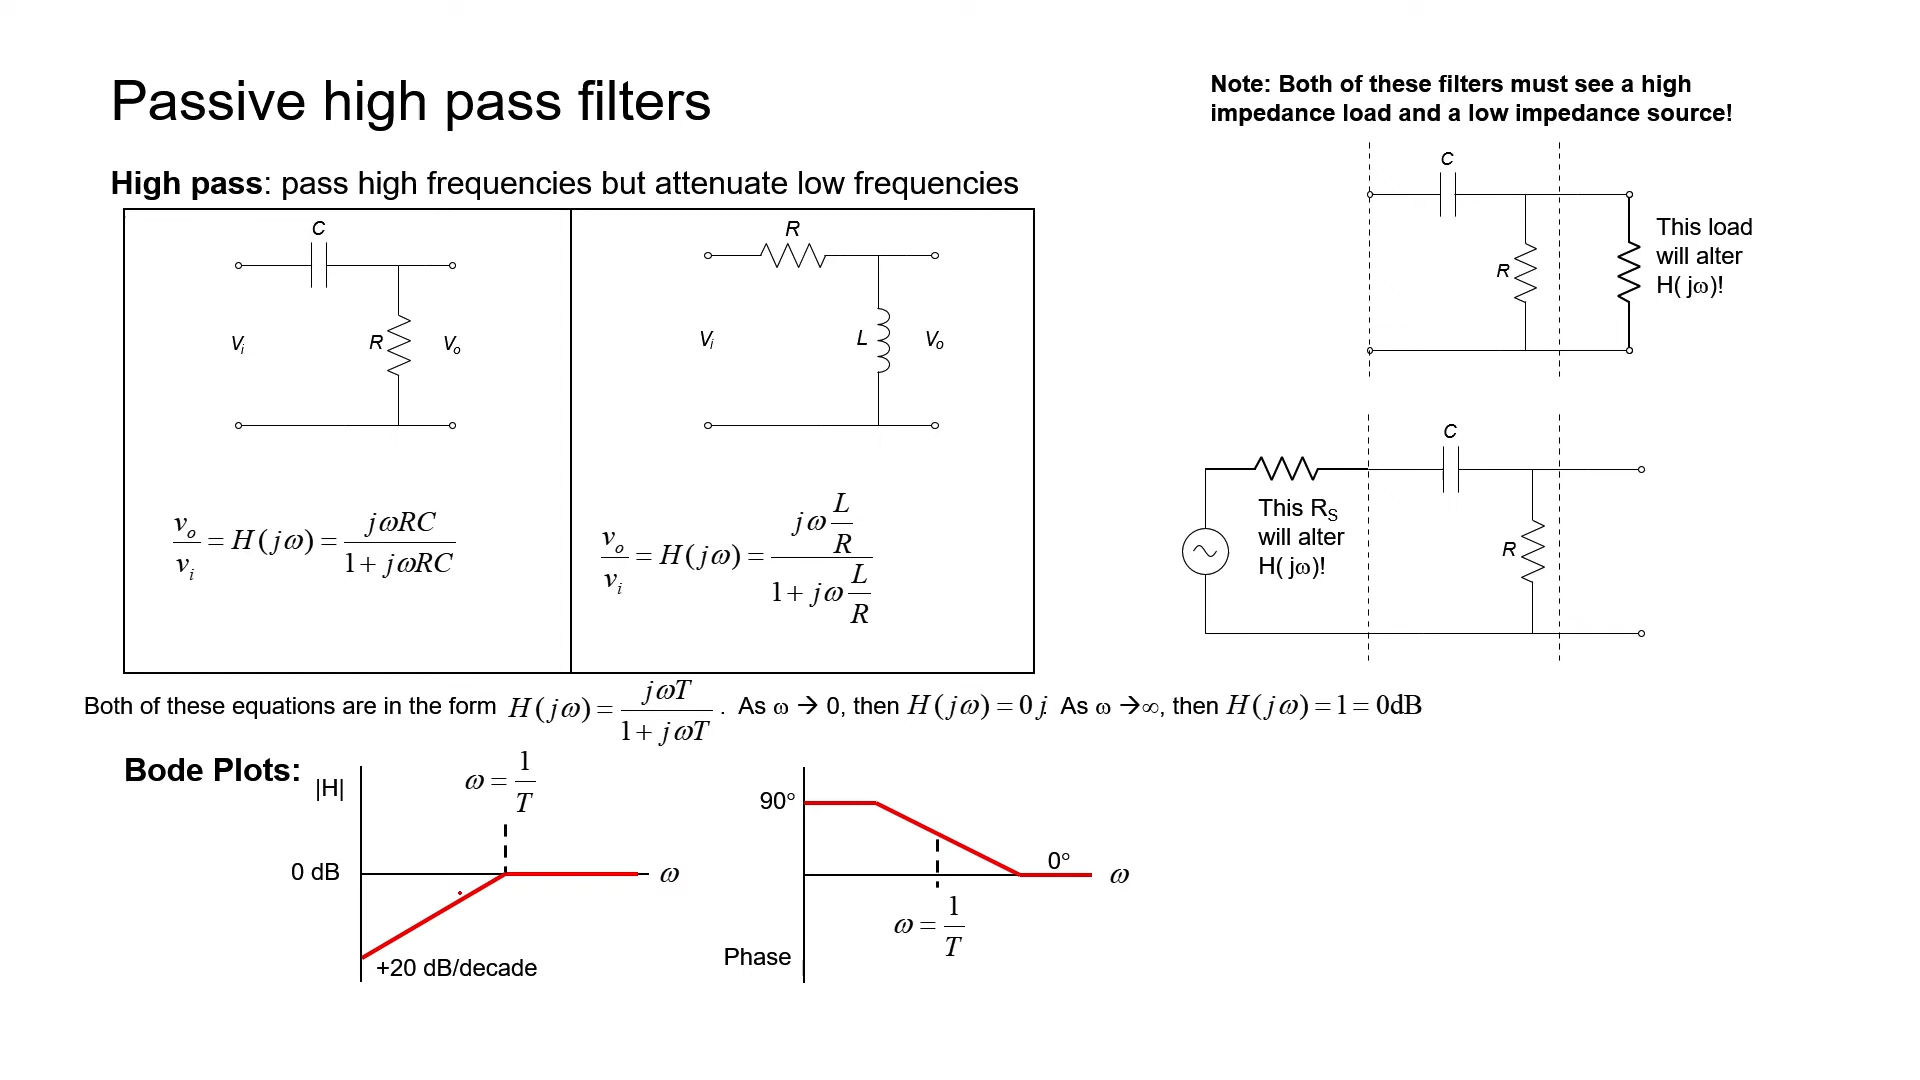 Passive high pass filters
High pass: pass high frequencies but attenuate low frequencies
C
V_i
R
V_o
v_o/v_i = H(jω) = jωRC/(1 + jωRC)
R
V_i
L
V_o
v_o/v_i = H(jω) = (jω L/R)/(1 + jω L/R)
Note: Both of these filters must see a high
impedance load and a low impedance source!
C
R
This load
will alter
H( jω)!
C
This R_S
will alter
H( jω)!
R
Both of these equations are in the form H(jω) = jωT/(1 + jωT) . As ω → 0, then H(jω) = 0j. As ω →∞, then H(jω) = 1 = 0dB
Bode Plots:
|H|
ω = 1/T
0 dB
ω
+20 dB/decade
90°
0°
ω
ω = 1/T
Phase